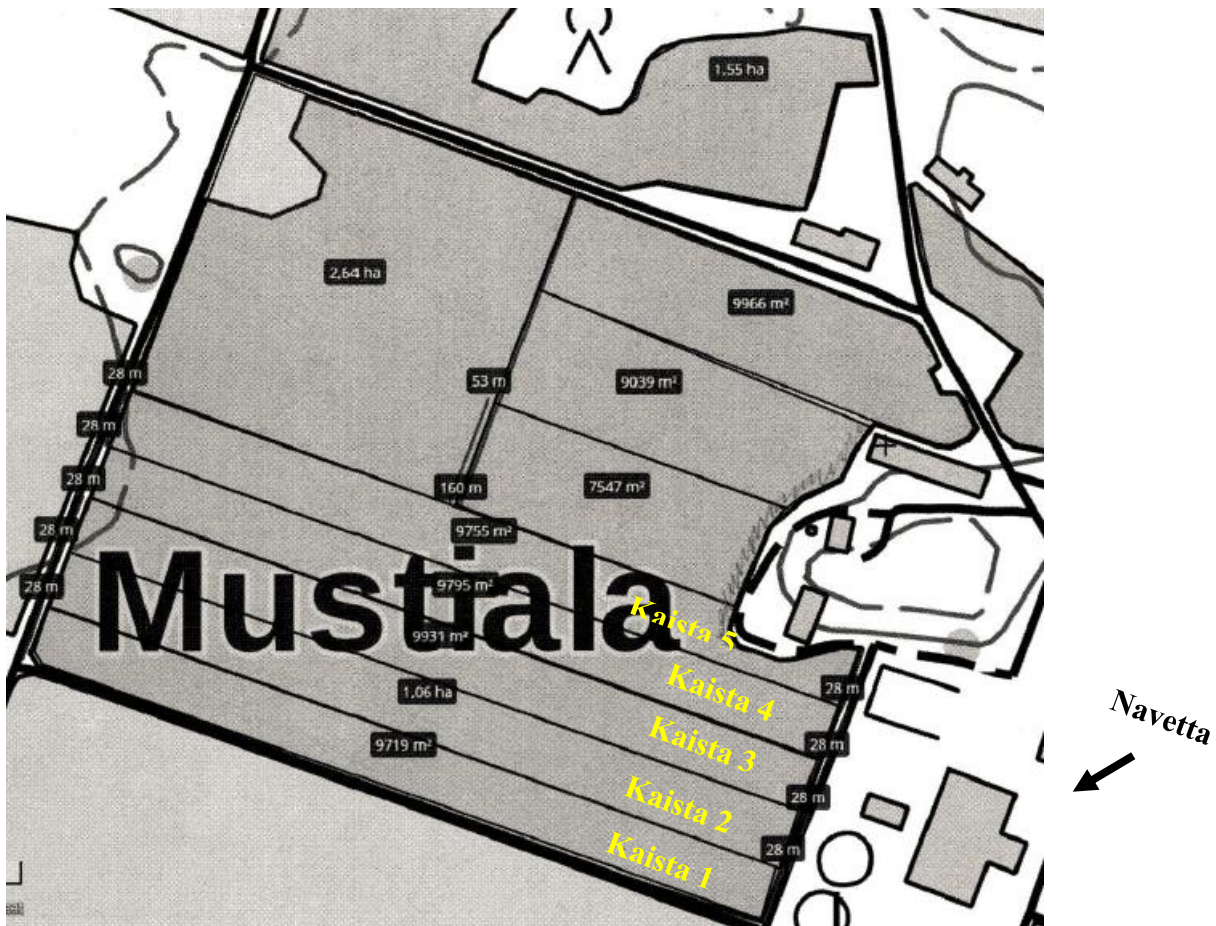 1,55 ha
2,64 ha
9966 m²
28 m
53 m
9039 m²
28 m
28 m
160 m
7547 m²
28 m
9755 m²
28 m
9795 m²
Mustiala
Kaista 5
9931 m²
1,06 ha
Kaista 4
28 m
Navetta
9719 m²
Kaista 3
28 m
Kaista 2
28 m
Kaista 1
28 m